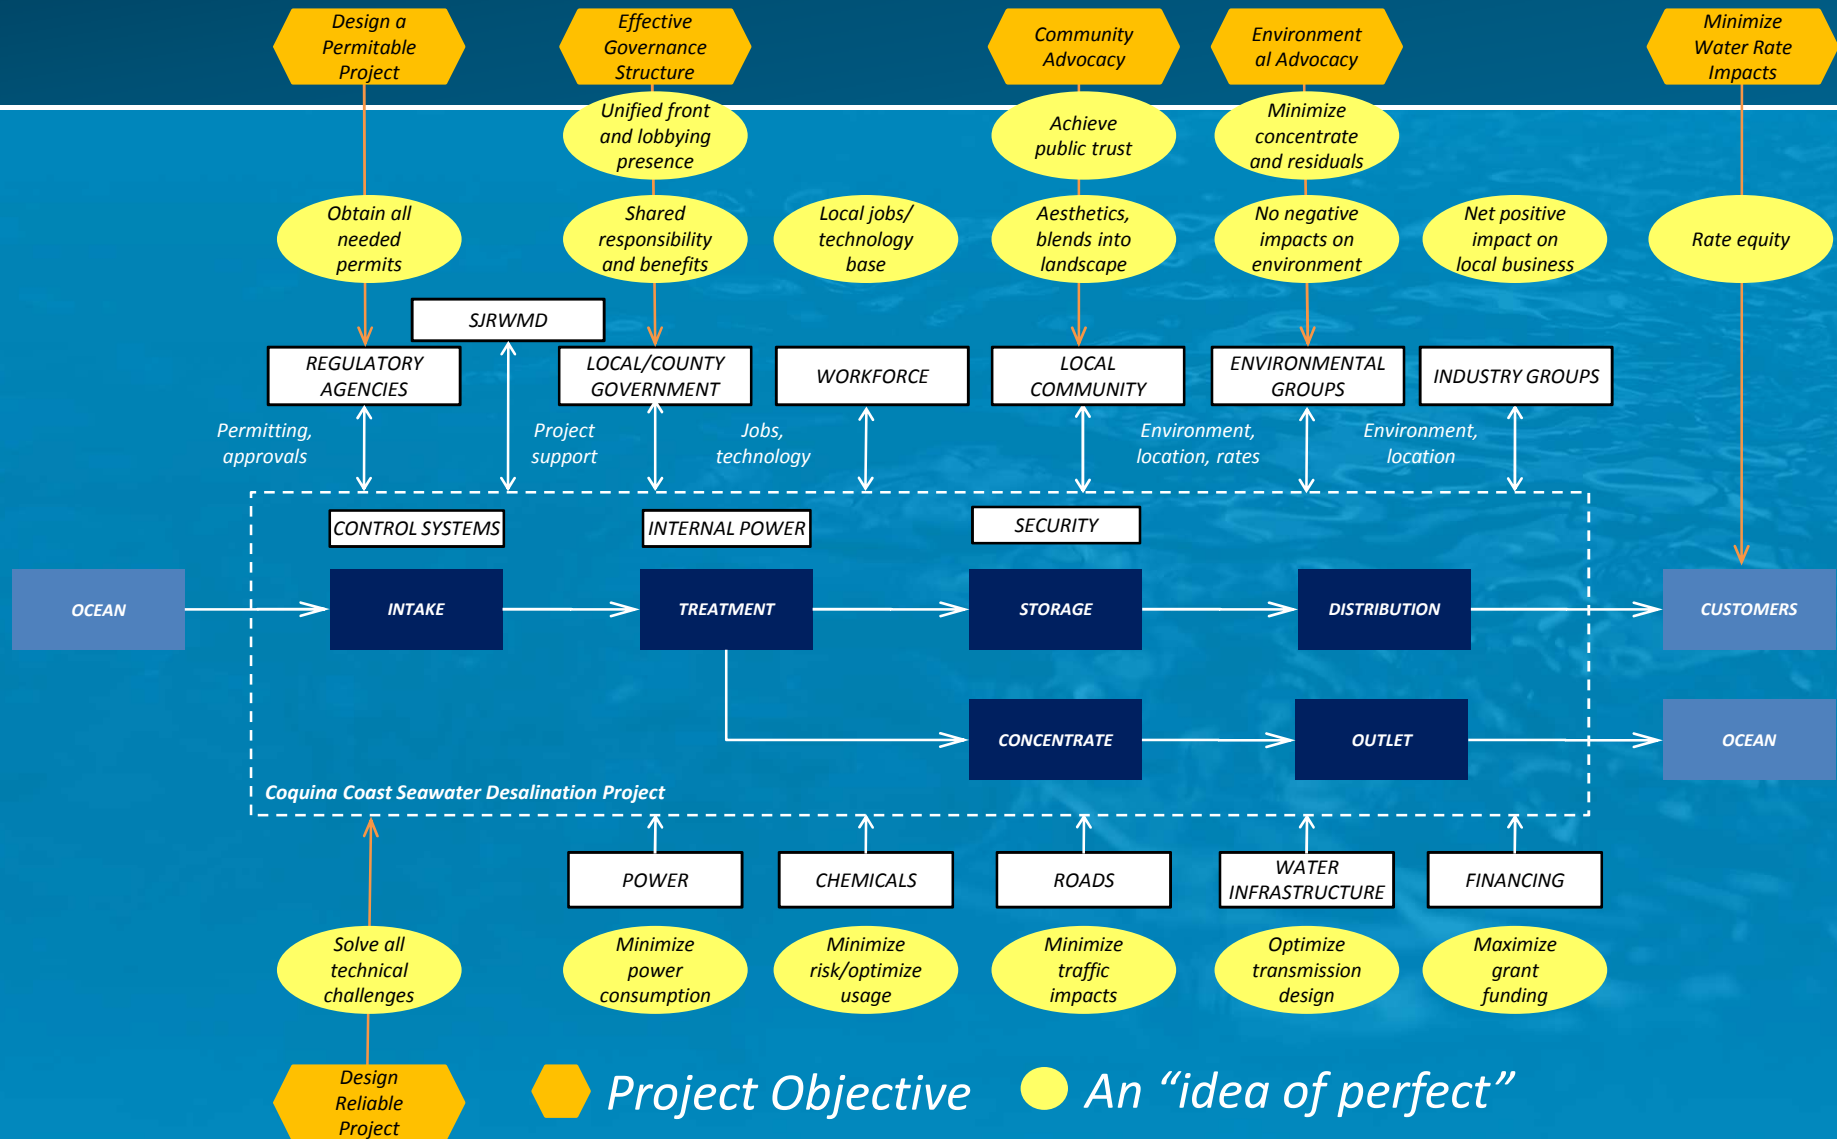 Design a
Permitable
Project
Effective
Governance
Structure
Community
Advocacy
Environment
al Advocacy
Minimize
Water Rate
Impacts
Unified front
and lobbying
presence
Achieve
public trust
Minimize
concentrate
and residuals
Obtain all
needed
permits
Shared
responsibility
and benefits
Local jobs/
technology
base
Aesthetics,
blends into
landscape
No negative
impacts on
environment
Net positive
impact on
local business
Rate equity
SJRWMD
REGULATORY
AGENCIES
LOCAL/COUNTY
GOVERNMENT
WORKFORCE
LOCAL
COMMUNITY
ENVIRONMENTAL
GROUPS
INDUSTRY GROUPS
Permitting,
approvals
Project
support
Jobs,
technology
Environment,
location, rates
Environment,
location
CONTROL SYSTEMS
INTERNAL POWER
SECURITY
OCEAN
INTAKE
TREATMENT
STORAGE
DISTRIBUTION
CUSTOMERS
CONCENTRATE
OUTLET
OCEAN
Coquina Coast Seawater Desalination Project
POWER
CHEMICALS
ROADS
WATER
INFRASTRUCTURE
FINANCING
Solve all
technical
challenges
Minimize
power
consumption
Minimize
risk/optimize
usage
Minimize
traffic
impacts
Optimize
transmission
design
Maximize
grant
funding
Design
Reliable
Project
Project Objective
An “idea of perfect”